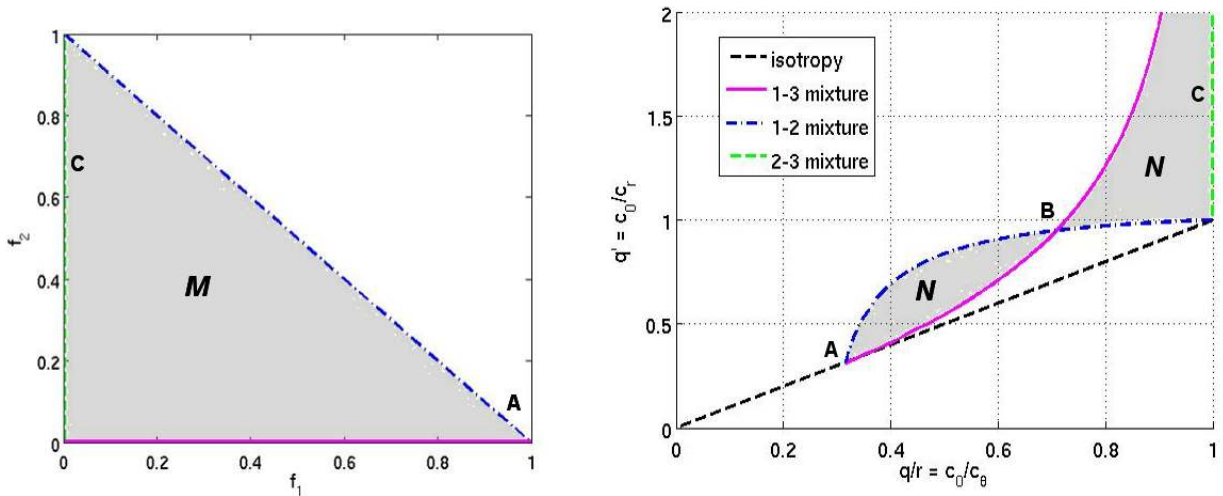 1
0.8
0.6
0.4
0.2
0
f₂
C
M
A
0
0.2
0.4
0.6
0.8
1
f₁
2
1.5
1
0.5
0
q' = c₀/c_r
isotropy
1-3 mixture
1-2 mixture
2-3 mixture
C
N
B
N
A
0
0.2
0.4
0.6
0.8
1
q/r = c₀/c_θ